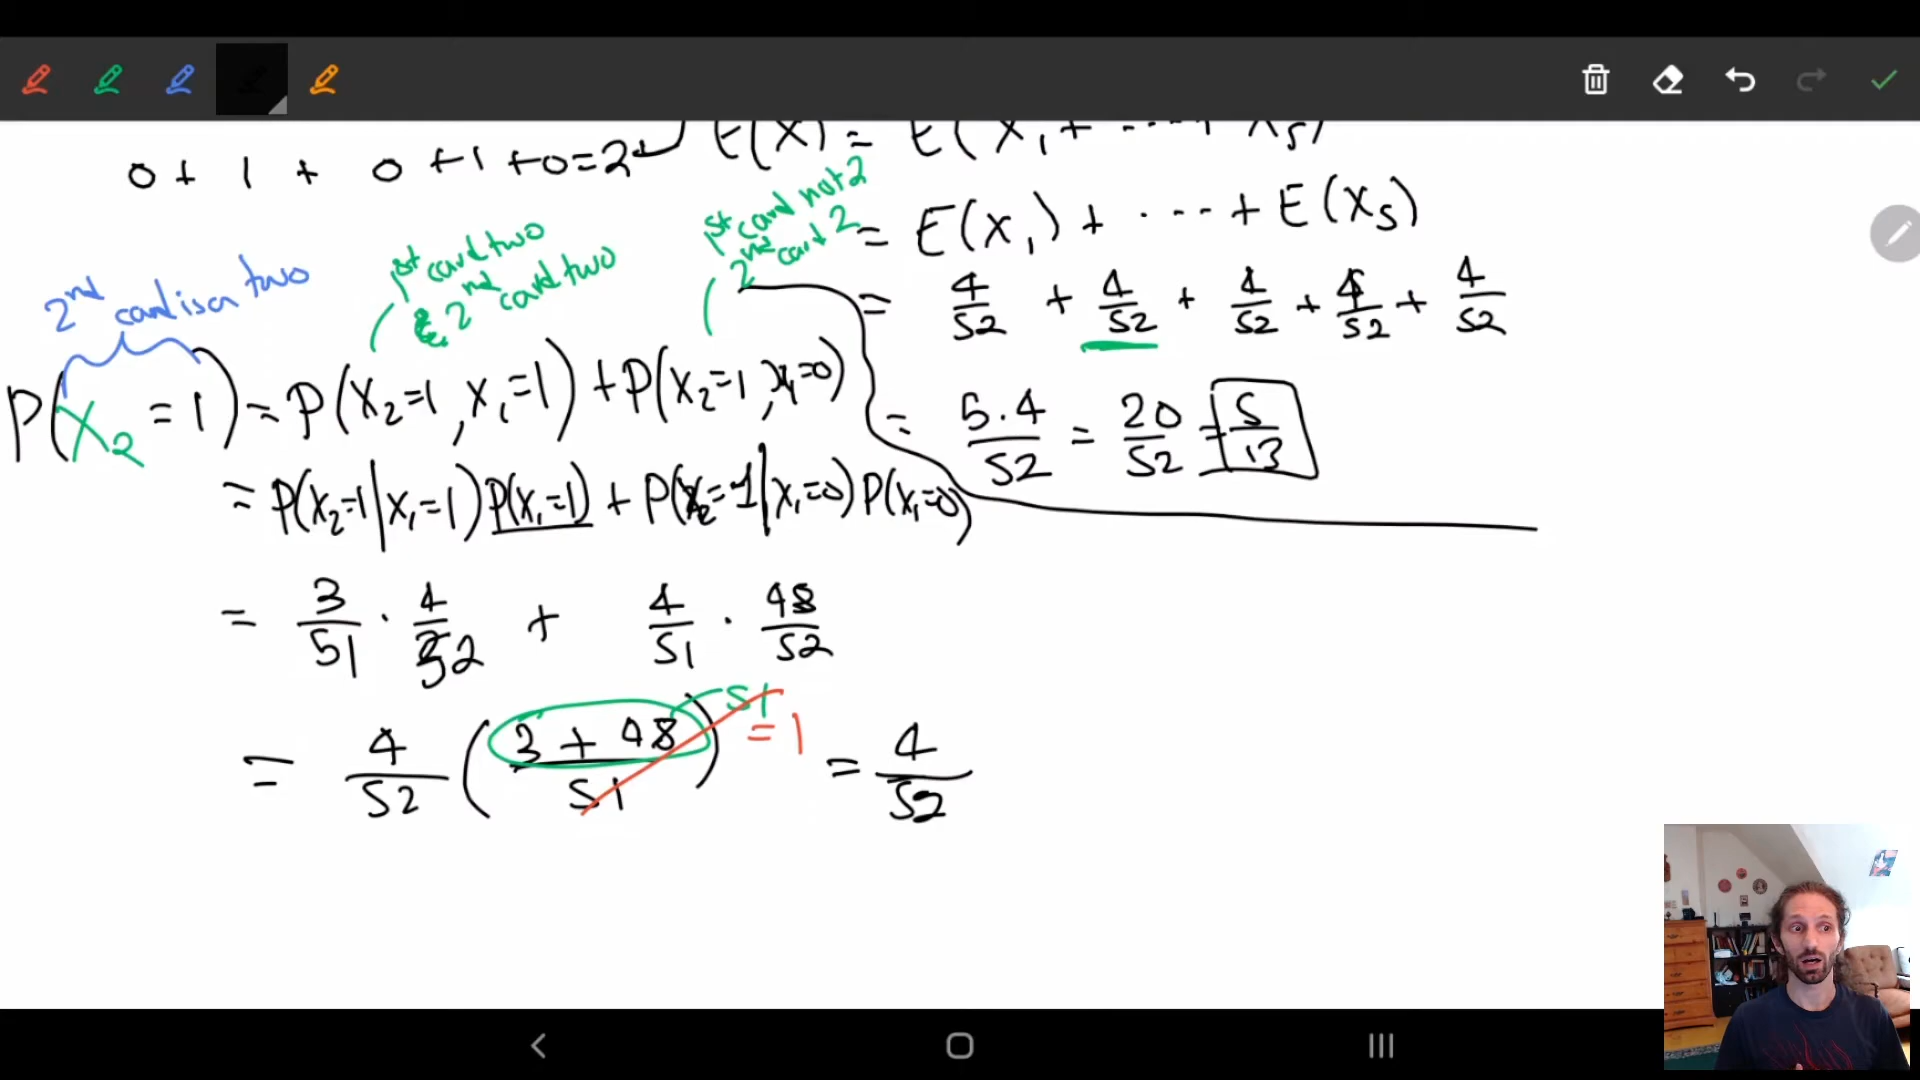 E(X) = E(X₁ + ---- + X₅)
0 + 1 + 0 + 1 + 0 = 2
= E(X₁) + ---- + E(X₅)
= 4/52 + 4/52 + 4/52 + 4/52 + 4/52
= 5·4/52 = 20/52 = 5/13
2nd card is a two
1st card two
& 2nd card two
1st card not 2
2nd card 2
P(X₂ = 1) = P(X₂=1, X₁=1) + P(X₂=1, X₁=0)
= P(X₂=1|X₁=1)P(X₁=1) + P(X₂=1|X₁=0)P(X₁=0)
= 3/51 · 4/52 + 4/51 · 48/52
= 4/52 ((3 + 48)/51) = 4/52
51
= 1